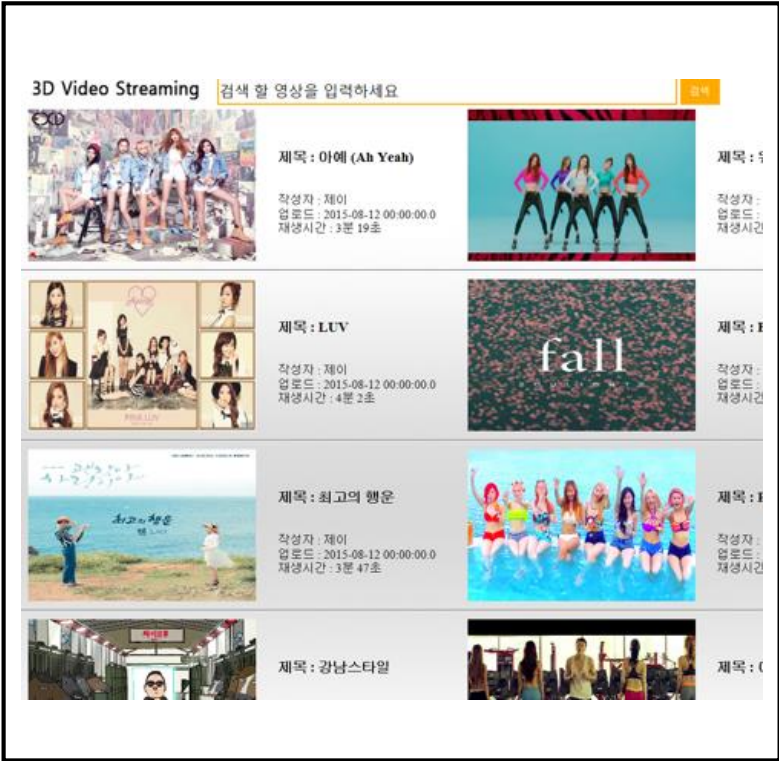 3D Video Streaming
검색 할 영상을 입력하세요
검색
EXID
제목 : 아예 (Ah Yeah)
작성자 : 제이
업로드 : 2015-08-12 00:00:00.0
재생시간 : 3분 19초
제목 :
작성자 :
업로드 :
재생시간
제목 : LUV
작성자 : 제이
업로드 : 2015-08-12 00:00:00.0
재생시간 : 4분 2초
PINK LUV
fall
제목 :
작성자 :
업로드 :
재생시간
제목 : 최고의 행운
작성자 : 제이
업로드 : 2015-08-12 00:00:00.0
재생시간 : 3분 47초
최고의 행운
제목 :
작성자 :
업로드 :
재생시간
제목 : 강남스타일
제목 :